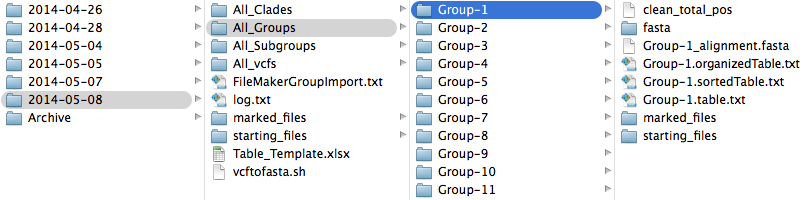 2014-04-26
2014-04-28
2014-05-04
2014-05-05
2014-05-07
2014-05-08
Archive
All_Clades
All_Groups
All_Subgroups
All_vcfs
FileMakerGroupImport.txt
log.txt
marked_files
starting_files
Table_Template.xlsx
vcftofasta.sh
Group-1
Group-2
Group-3
Group-4
Group-5
Group-6
Group-7
Group-8
Group-9
Group-10
Group-11
clean_total_pos
fasta
Group-1_alignment.fasta
Group-1.organizedTable.txt
Group-1.sortedTable.txt
Group-1.table.txt
marked_files
starting_files